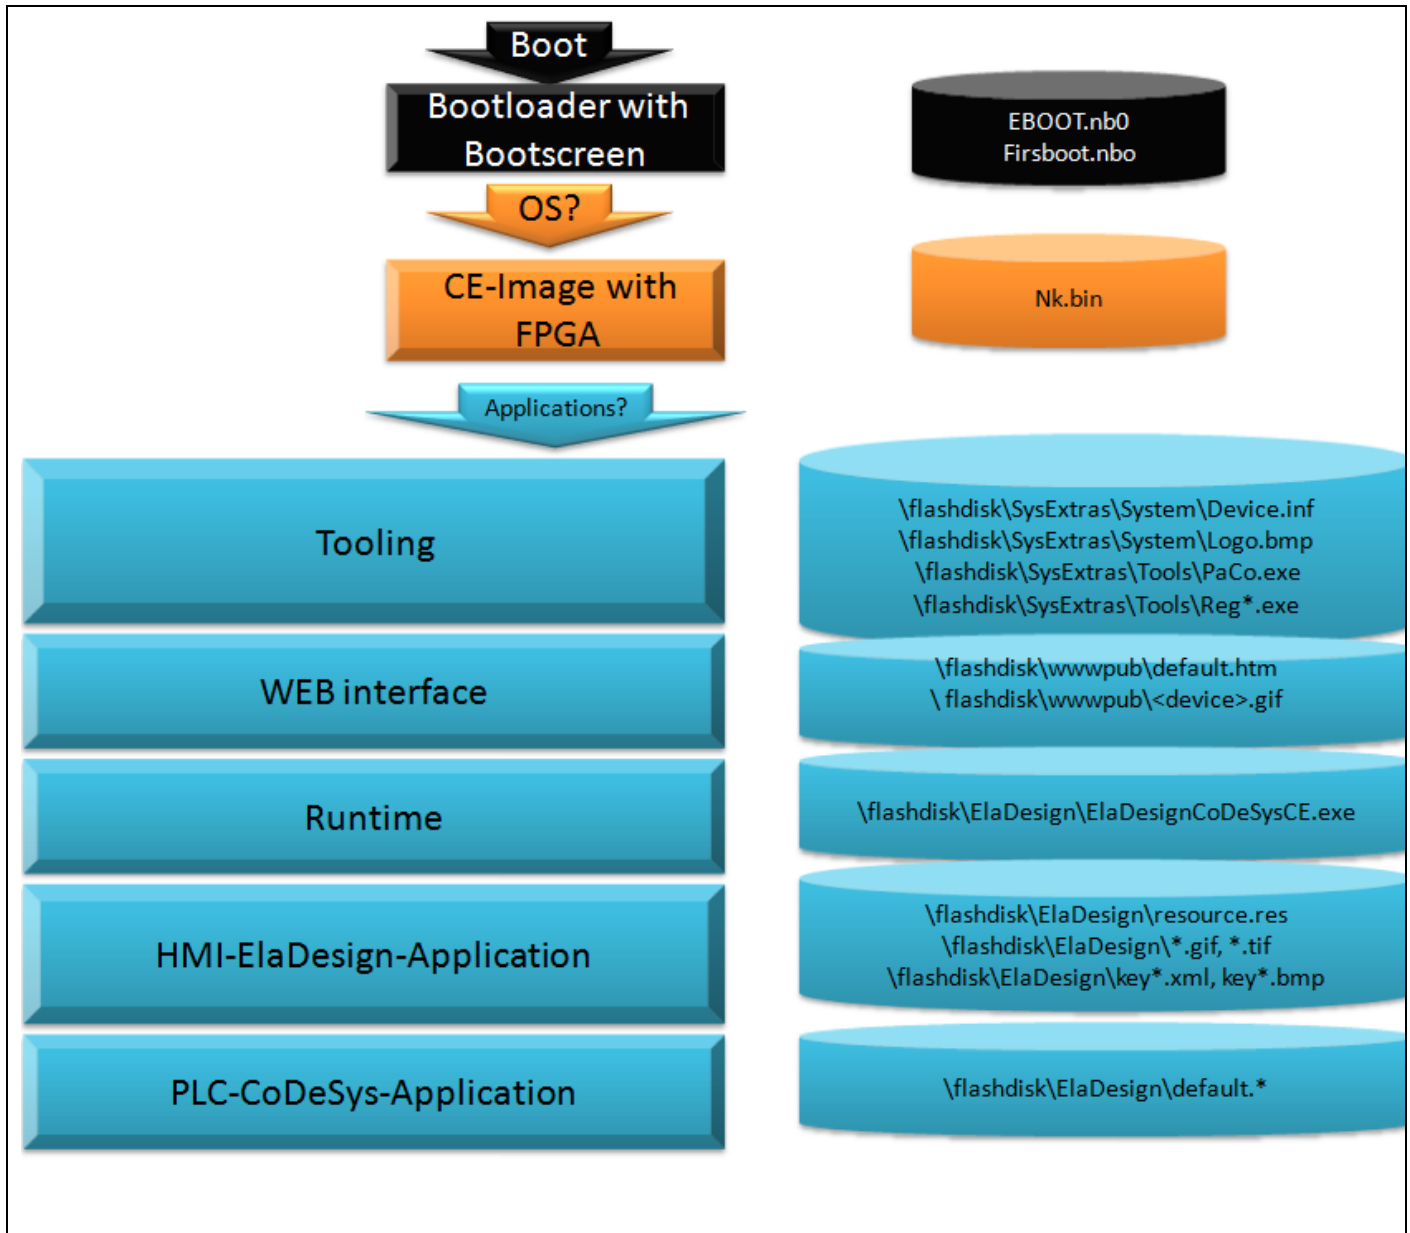 Boot
Bootloader with
Bootscreen
EBOOT.nb0
Firsboot.nbo
OS?
CE-Image with
FPGA
Nk.bin
Applications?
Tooling
\flashdisk\SysExtras\System\Device.inf
\flashdisk\SysExtras\System\Logo.bmp
\flashdisk\SysExtras\Tools\PaCo.exe
\flashdisk\SysExtras\Tools\Reg*.exe
WEB interface
\flashdisk\wwwpub\default.htm
\ flashdisk\wwwpub\<device>.gif
Runtime
\flashdisk\ElaDesign\ElaDesignCoDeSysCE.exe
HMI-ElaDesign-Application
\flashdisk\ElaDesign\resource.res
\flashdisk\ElaDesign\*.gif, *.tif
\flashdisk\ElaDesign\key*.xml, key*.bmp
PLC-CoDeSys-Application
\flashdisk\ElaDesign\default.*